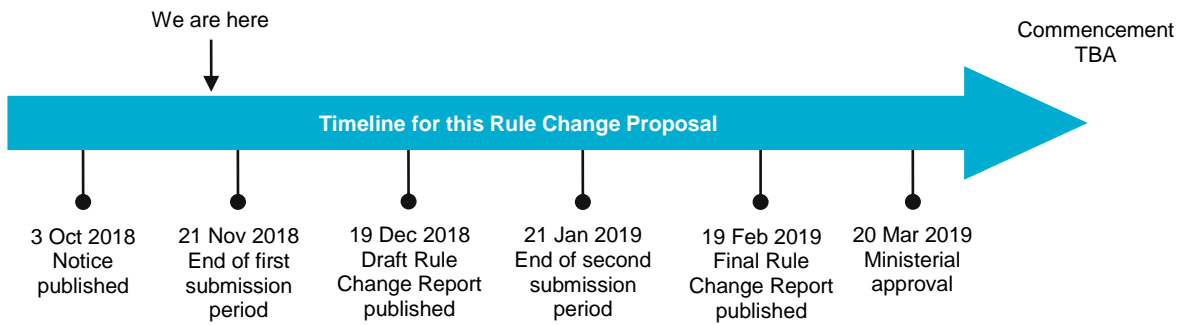 We are here
Commencement
TBA
Timeline for this Rule Change Proposal
3 Oct 2018
Notice
published
21 Nov 2018
End of first
submission
period
19 Dec 2018
Draft Rule
Change Report
published
21 Jan 2019
End of second
submission
period
19 Feb 2019
Final Rule
Change Report
published
20 Mar 2019
Ministerial
approval